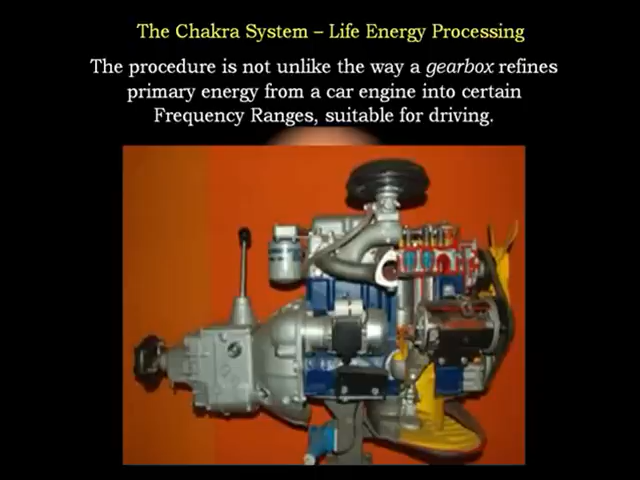 The Chakra System – Life Energy Processing
The procedure is not unlike the way a gearbox refines
primary energy from a car engine into certain
Frequency Ranges, suitable for driving.